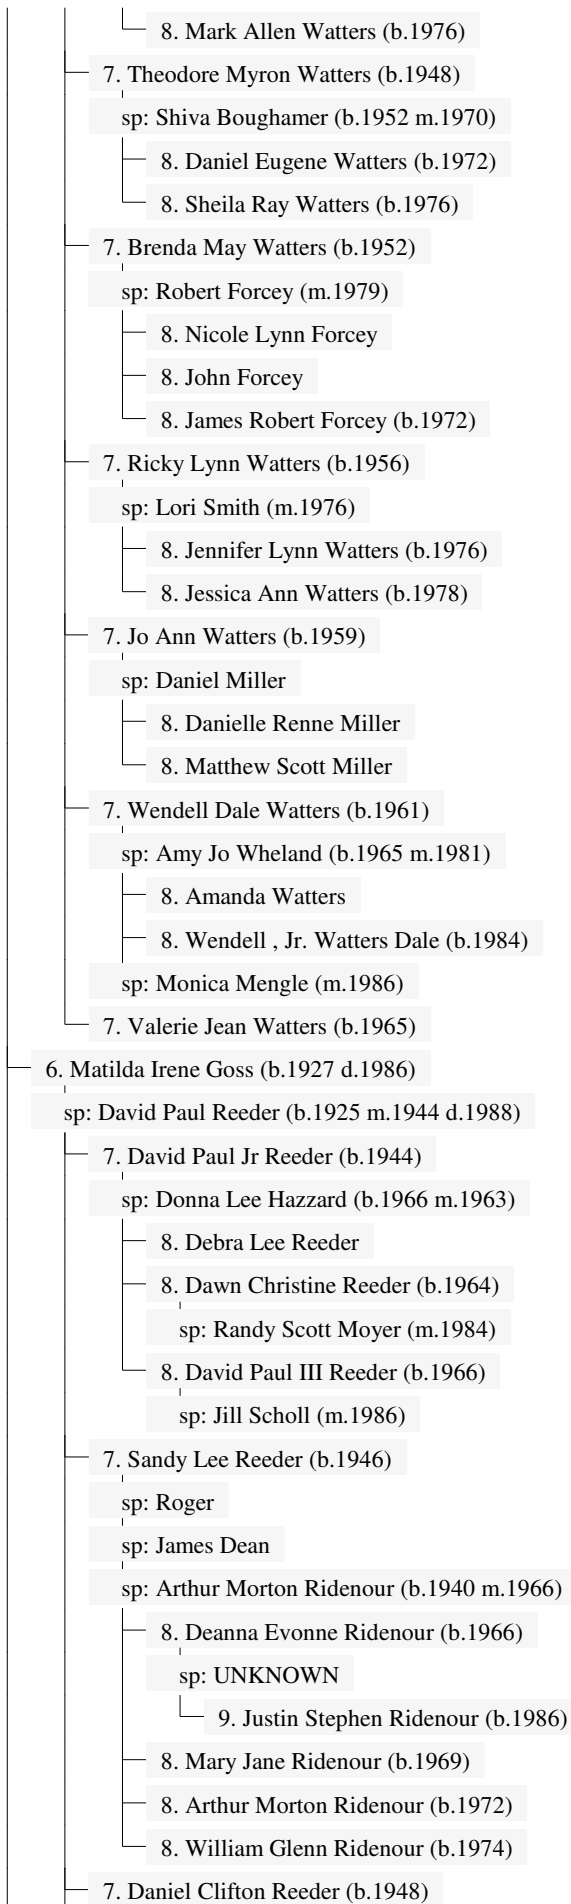 8. Mark Allen Watters (b.1976)
7. Theodore Myron Watters (b.1948)
sp: Shiva Boughamer (b.1952 m.1970)
8. Daniel Eugene Watters (b.1972)
8. Sheila Ray Watters (b.1976)
7. Brenda May Watters (b.1952)
sp: Robert Forcey (m.1979)
8. Nicole Lynn Forcey
8. John Forcey
8. James Robert Forcey (b.1972)
7. Ricky Lynn Watters (b.1956)
sp: Lori Smith (m.1976)
8. Jennifer Lynn Watters (b.1976)
8. Jessica Ann Watters (b.1978)
7. Jo Ann Watters (b.1959)
sp: Daniel Miller
8. Danielle Renne Miller
8. Matthew Scott Miller
7. Wendell Dale Watters (b.1961)
sp: Amy Jo Wheland (b.1965 m.1981)
8. Amanda Watters
8. Wendell , Jr. Watters Dale (b.1984)
sp: Monica Mengle (m.1986)
7. Valerie Jean Watters (b.1965)
6. Matilda Irene Goss (b.1927 d.1986)
sp: David Paul Reeder (b.1925 m.1944 d.1988)
7. David Paul Jr Reeder (b.1944)
sp: Donna Lee Hazzard (b.1966 m.1963)
8. Debra Lee Reeder
8. Dawn Christine Reeder (b.1964)
sp: Randy Scott Moyer (m.1984)
8. David Paul III Reeder (b.1966)
sp: Jill Scholl (m.1986)
7. Sandy Lee Reeder (b.1946)
sp: Roger
sp: James Dean
sp: Arthur Morton Ridenour (b.1940 m.1966)
8. Deanna Evonne Ridenour (b.1966)
sp: UNKNOWN
9. Justin Stephen Ridenour (b.1986)
8. Mary Jane Ridenour (b.1969)
8. Arthur Morton Ridenour (b.1972)
8. William Glenn Ridenour (b.1974)
7. Daniel Clifton Reeder (b.1948)